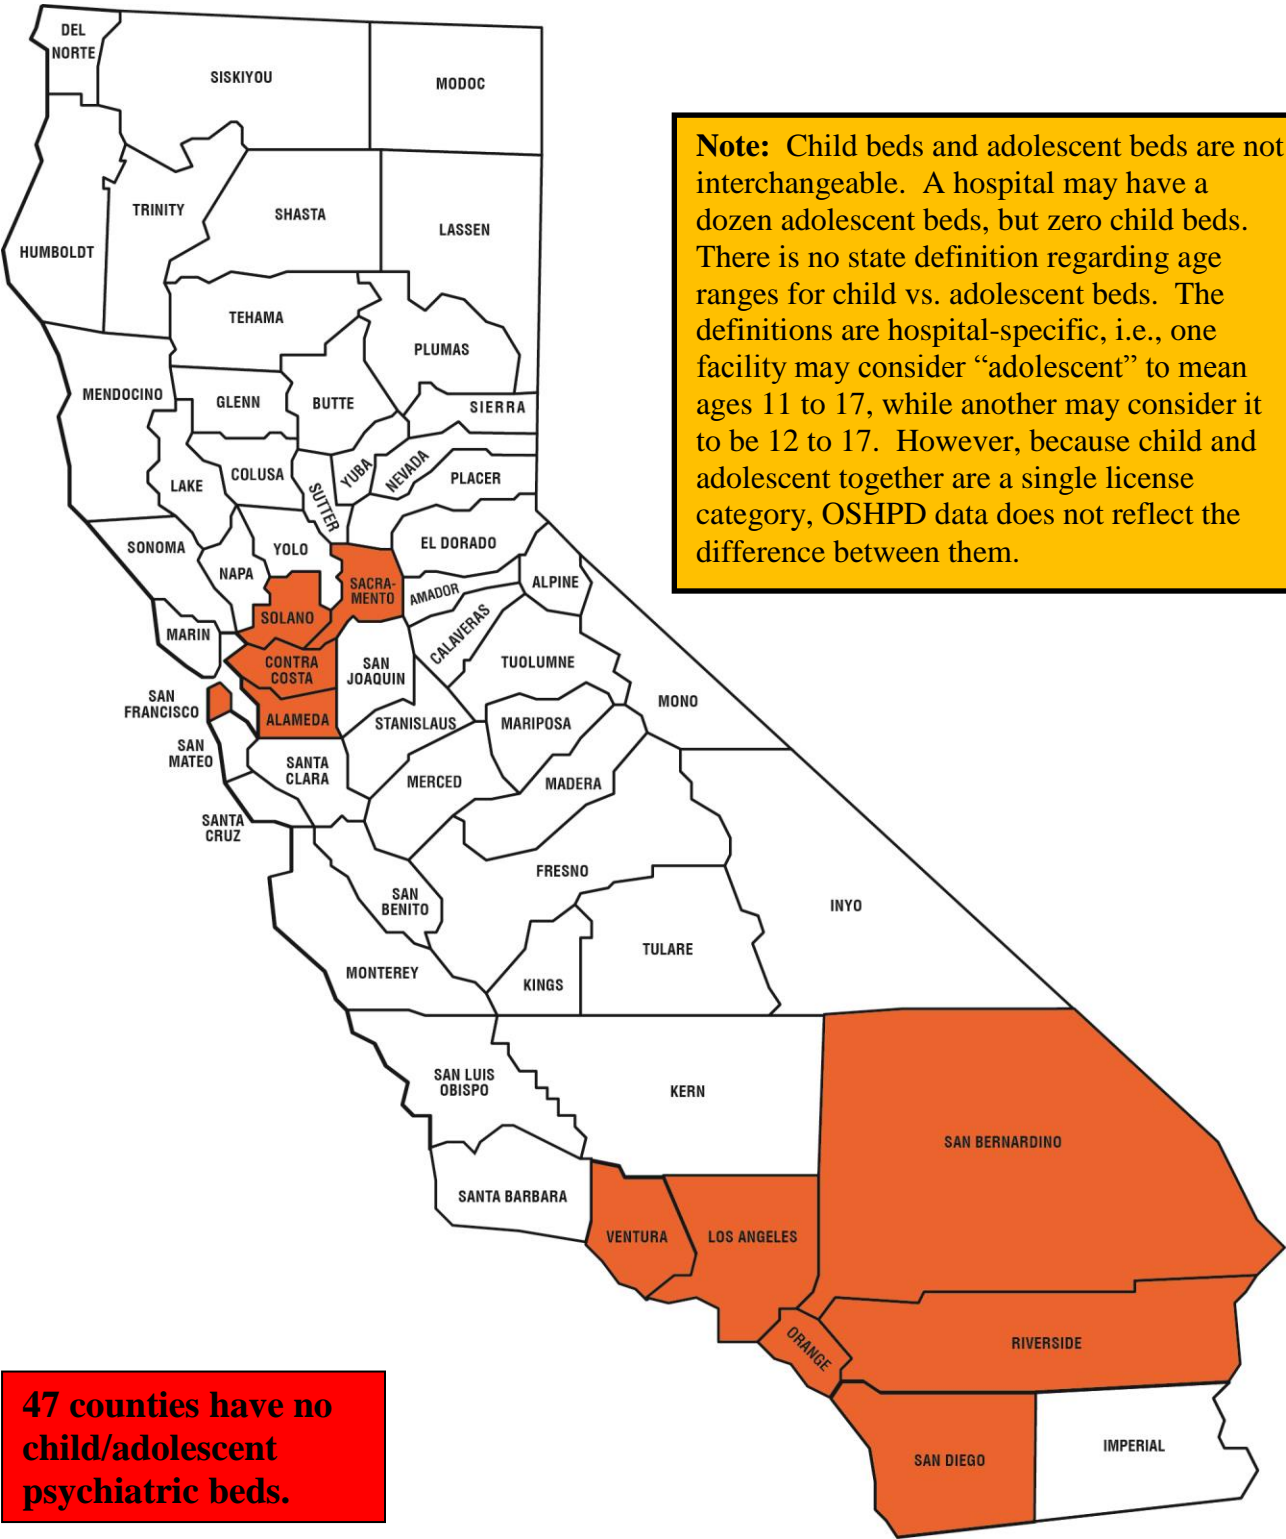 DEL
NORTE
SISKIYOU
MODOC
HUMBOLDT
TRINITY
SHASTA
LASSEN
TEHAMA
PLUMAS
MENDOCINO
GLENN
BUTTE
SIERRA
LAKE
COLUSA
SUTTER
YUBA
NEVADA
PLACER
SONOMA
NAPA
YOLO
SACRA-
MENTO
EL DORADO
AMADOR
ALPINE
MARIN
SOLANO
CALAVERAS
CONTRA
COSTA
SAN
JOAQUIN
TUOLUMNE
MONO
SAN
FRANCISCO
ALAMEDA
STANISLAUS
MARIPOSA
SAN
MATEO
SANTA
CLARA
MERCED
MADERA
SANTA
CRUZ
FRESNO
SAN
BENITO
INYO
MONTEREY
KINGS
TULARE
SAN LUIS
OBISPO
KERN
SAN BERNARDINO
SANTA BARBARA
VENTURA
LOS ANGELES
ORANGE
RIVERSIDE
SAN DIEGO
IMPERIAL
Note: Child beds and adolescent beds are not
interchangeable. A hospital may have a
dozen adolescent beds, but zero child beds.
There is no state definition regarding age
ranges for child vs. adolescent beds. The
definitions are hospital-specific, i.e., one
facility may consider “adolescent” to mean
ages 11 to 17, while another may consider it
to be 12 to 17. However, because child and
adolescent together are a single license
category, OSHPD data does not reflect the
difference between them.
47 counties have no
child/adolescent
psychiatric beds.